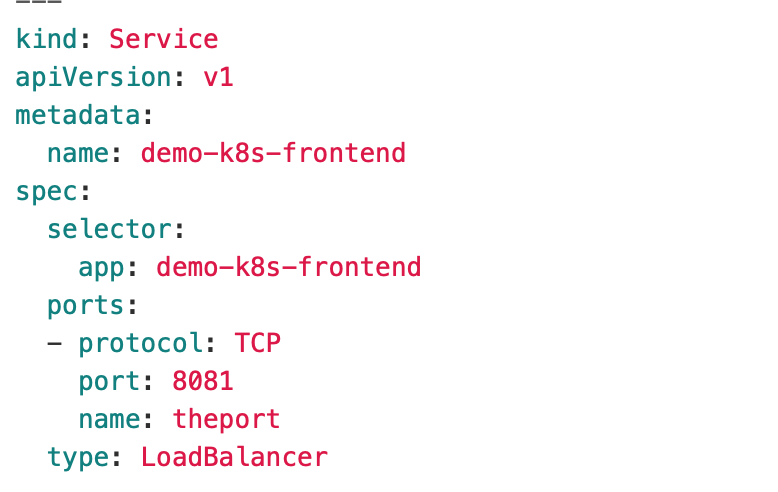 ---
kind: Service
apiVersion: v1
metadata:
  name: demo-k8s-frontend
spec:
  selector:
    app: demo-k8s-frontend
  ports:
  - protocol: TCP
    port: 8081
    name: theport
  type: LoadBalancer